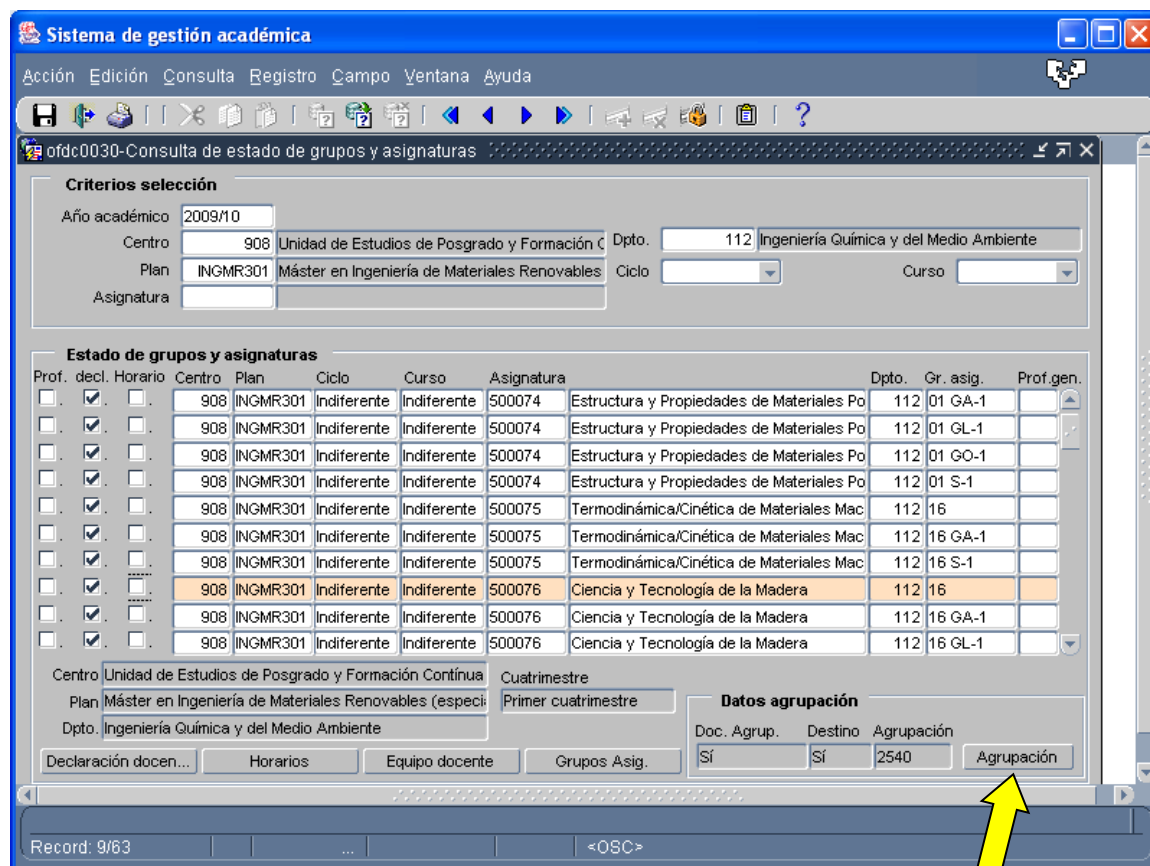 Sistema de gestión académica
Acción Edición Consulta Registro Campo Ventana Ayuda
ofdc0030-Consulta de estado de grupos y asignaturas
Criterios selección
Año académico 2009/10
Centro 908 Unidad de Estudios de Posgrado y Formación C Dpto. 112 Ingeniería Química y del Medio Ambiente
Plan INGMR301 Máster en Ingeniería de Materiales Renovables Ciclo Curso
Asignatura
Estado de grupos y asignaturas
Prof. decl. Horario Centro Plan Ciclo Curso Asignatura Dpto. Gr. asig. Prof.gen.
908 INGMR301 Indiferente Indiferente 500074 Estructura y Propiedades de Materiales Po 112 01 GA-1
908 INGMR301 Indiferente Indiferente 500074 Estructura y Propiedades de Materiales Po 112 01 GL-1
908 INGMR301 Indiferente Indiferente 500074 Estructura y Propiedades de Materiales Po 112 01 GO-1
908 INGMR301 Indiferente Indiferente 500074 Estructura y Propiedades de Materiales Po 112 01 S-1
908 INGMR301 Indiferente Indiferente 500075 Termodinámica/Cinética de Materiales Mac 112 16
908 INGMR301 Indiferente Indiferente 500075 Termodinámica/Cinética de Materiales Mac 112 16 GA-1
908 INGMR301 Indiferente Indiferente 500075 Termodinámica/Cinética de Materiales Mac 112 16 S-1
908 INGMR301 Indiferente Indiferente 500076 Ciencia y Tecnología de la Madera 112 16
908 INGMR301 Indiferente Indiferente 500076 Ciencia y Tecnología de la Madera 112 16 GA-1
908 INGMR301 Indiferente Indiferente 500076 Ciencia y Tecnología de la Madera 112 16 GL-1
Centro Unidad de Estudios de Posgrado y Formación Contínua Cuatrimestre
Plan Máster en Ingeniería de Materiales Renovables (especi Primer cuatrimestre Datos agrupación
Dpto. Ingeniería Química y del Medio Ambiente
Doc. Agrup. Destino Agrupación
Declaración docen... Horarios Equipo docente Grupos Asig. Sí Sí 2540 Agrupación
Record: 9/63 ... <OSC>